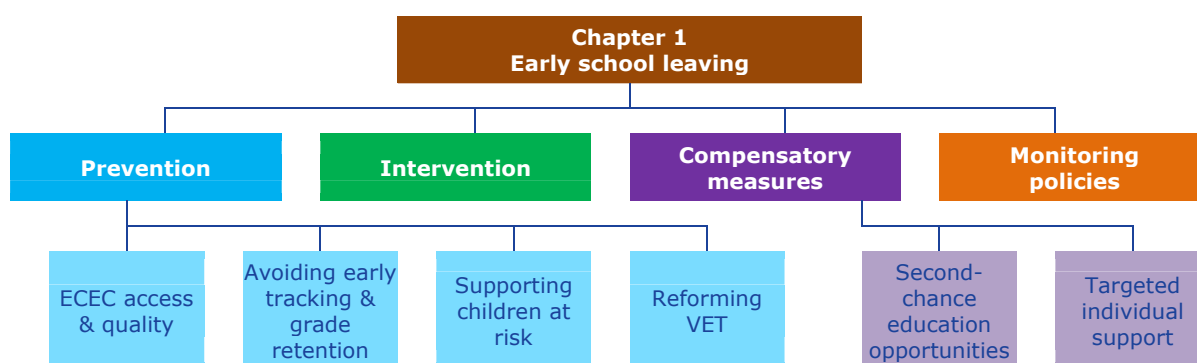 Chapter 1
Early school leaving
Prevention
Intervention
Compensatory
measures
Monitoring
policies
ECEC access
& quality
Avoiding early
tracking &
grade
retention
Supporting
children at
risk
Reforming
VET
Second-
chance
education
opportunities
Targeted
individual
support